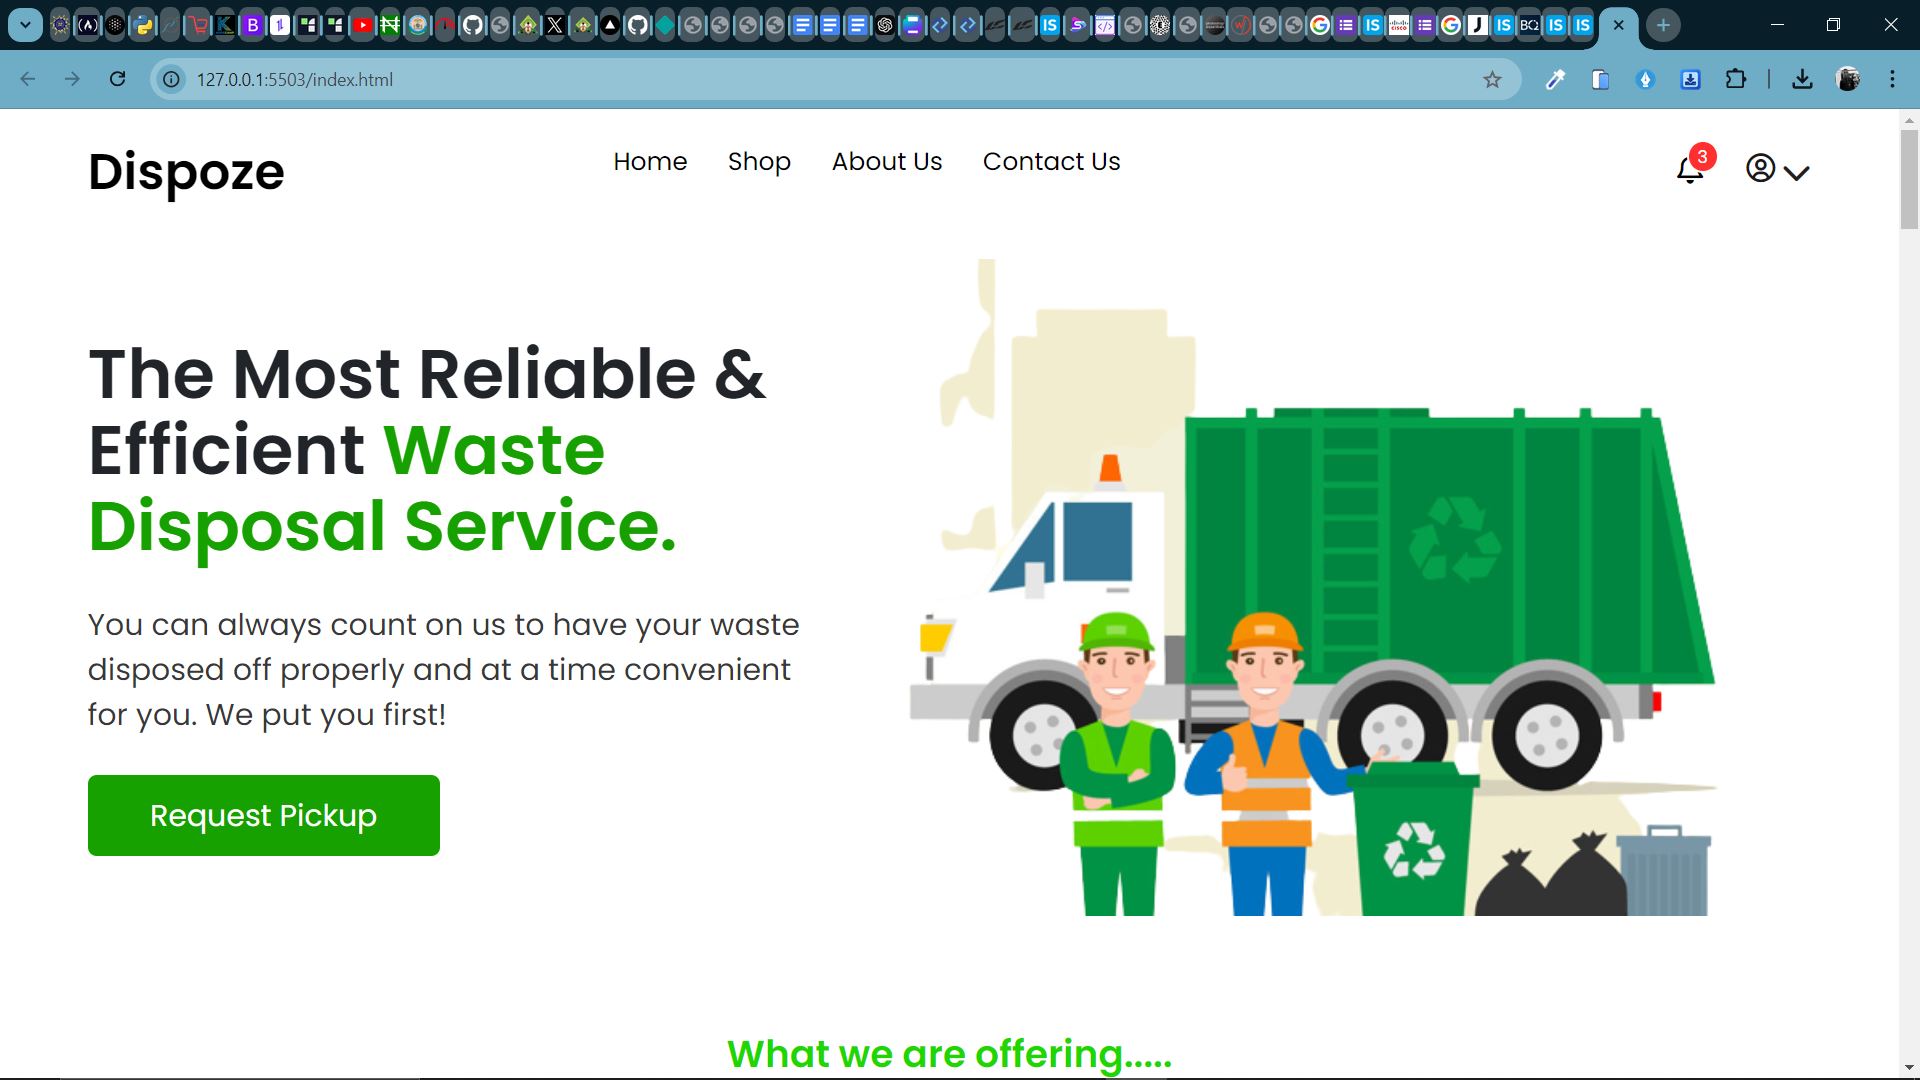 127.0.0.1:5503/index.html
Dispoze
Home Shop About Us Contact Us
3
The Most Reliable &
Efficient Waste
Disposal Service.
You can always count on us to have your waste
disposed off properly and at a time convenient
for you. We put you first!
Request Pickup
What we are offering.....